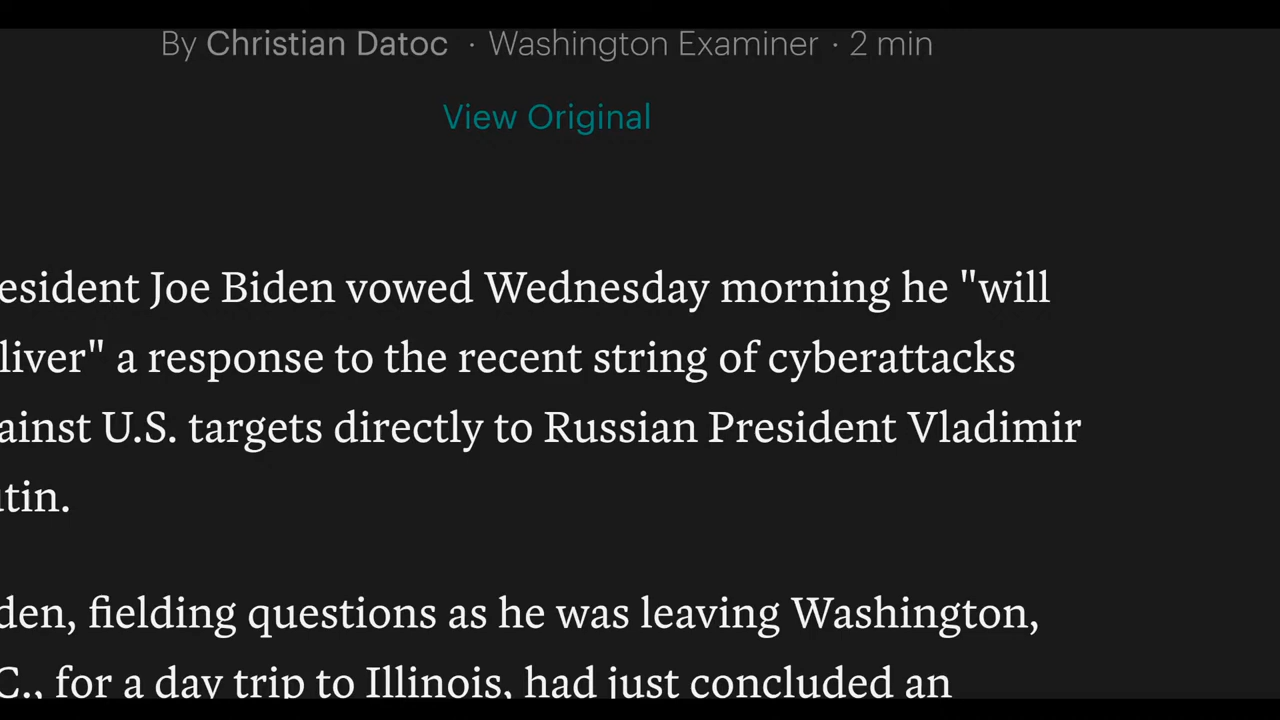 By Christian Datoc · Washington Examiner · 2 min
View Original
esident Joe Biden vowed Wednesday morning he "will
liver" a response to the recent string of cyberattacks
ainst U.S. targets directly to Russian President Vladimir
tin.
den, fielding questions as he was leaving Washington,
C., for a day trip to Illinois, had just concluded an